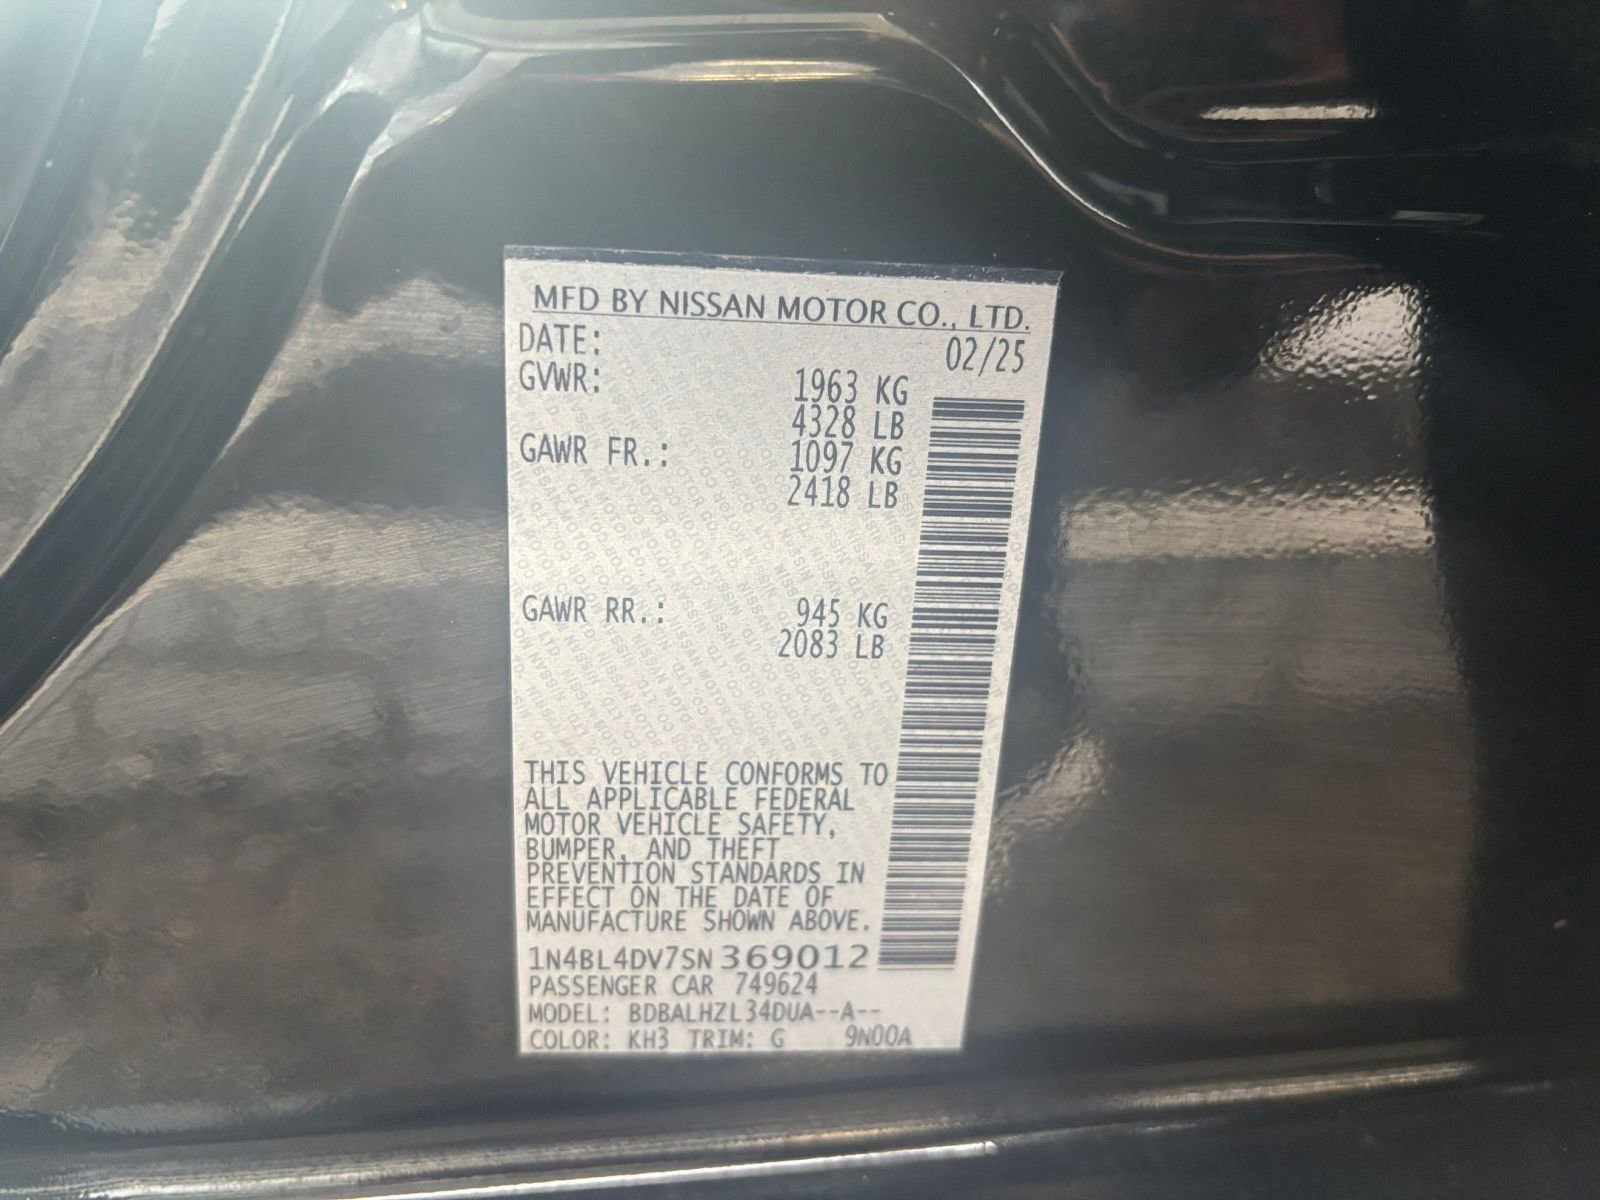 MFD BY NISSAN MOTOR CO., LTD.
DATE: 02/25
GVWR: 1963 KG
4328 LB
GAWR FR.: 1097 KG
2418 LB
GAWR RR.: 945 KG
2083 LB
THIS VEHICLE CONFORMS TO
ALL APPLICABLE FEDERAL
MOTOR VEHICLE SAFETY,
BUMPER, AND THEFT
PREVENTION STANDARDS IN
EFFECT ON THE DATE OF
MANUFACTURE SHOWN ABOVE.
1N4BL4DV7SN369012
PASSENGER CAR 749624
MODEL: BDBALHZL34DUA--A--
COLOR: KH3 TRIM: G 9N00A